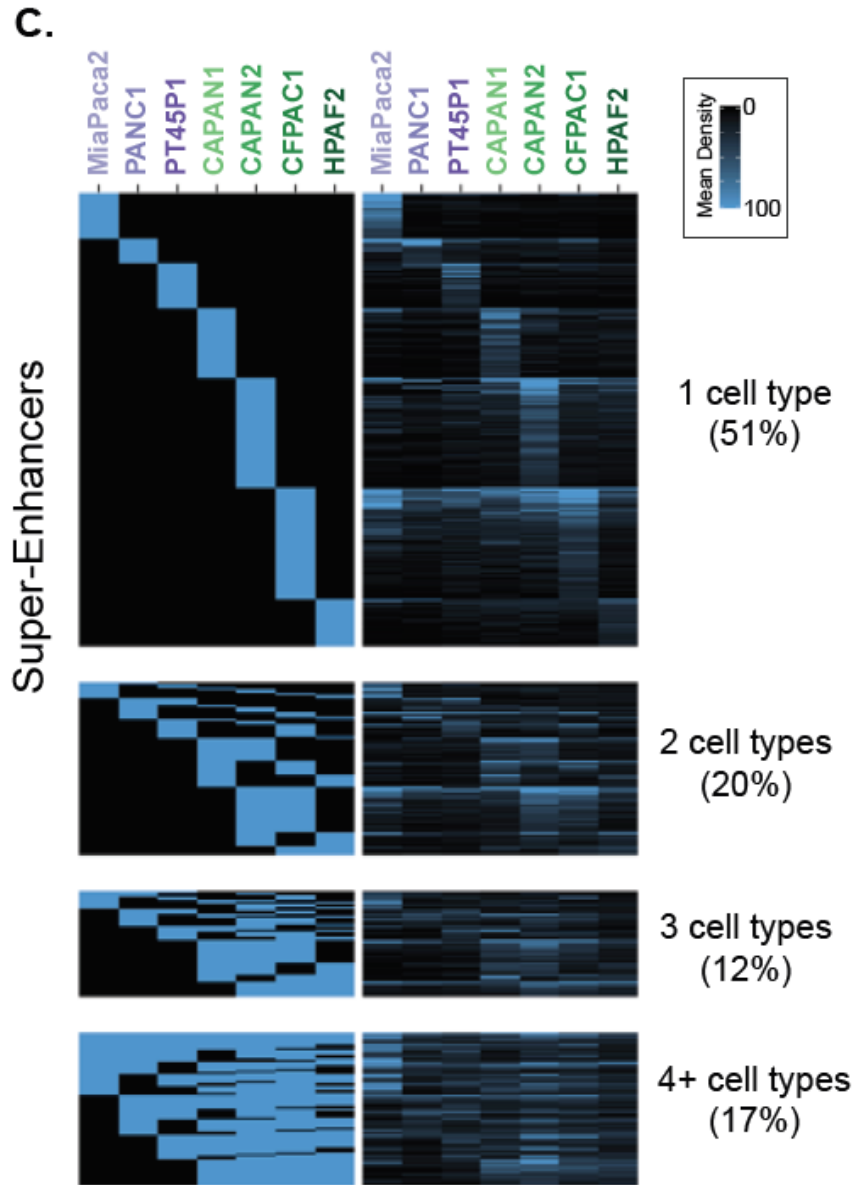 C.
MiaPaca2 PANC1 PT45P1 CAPAN1 CAPAN2 CFPAC1 HPAF2
MiaPaca2 PANC1 PT45P1 CAPAN1 CAPAN2 CFPAC1 HPAF2
Mean Density
0
100
Super-Enhancers
1 cell type
(51%)
2 cell types
(20%)
3 cell types
(12%)
4+ cell types
(17%)